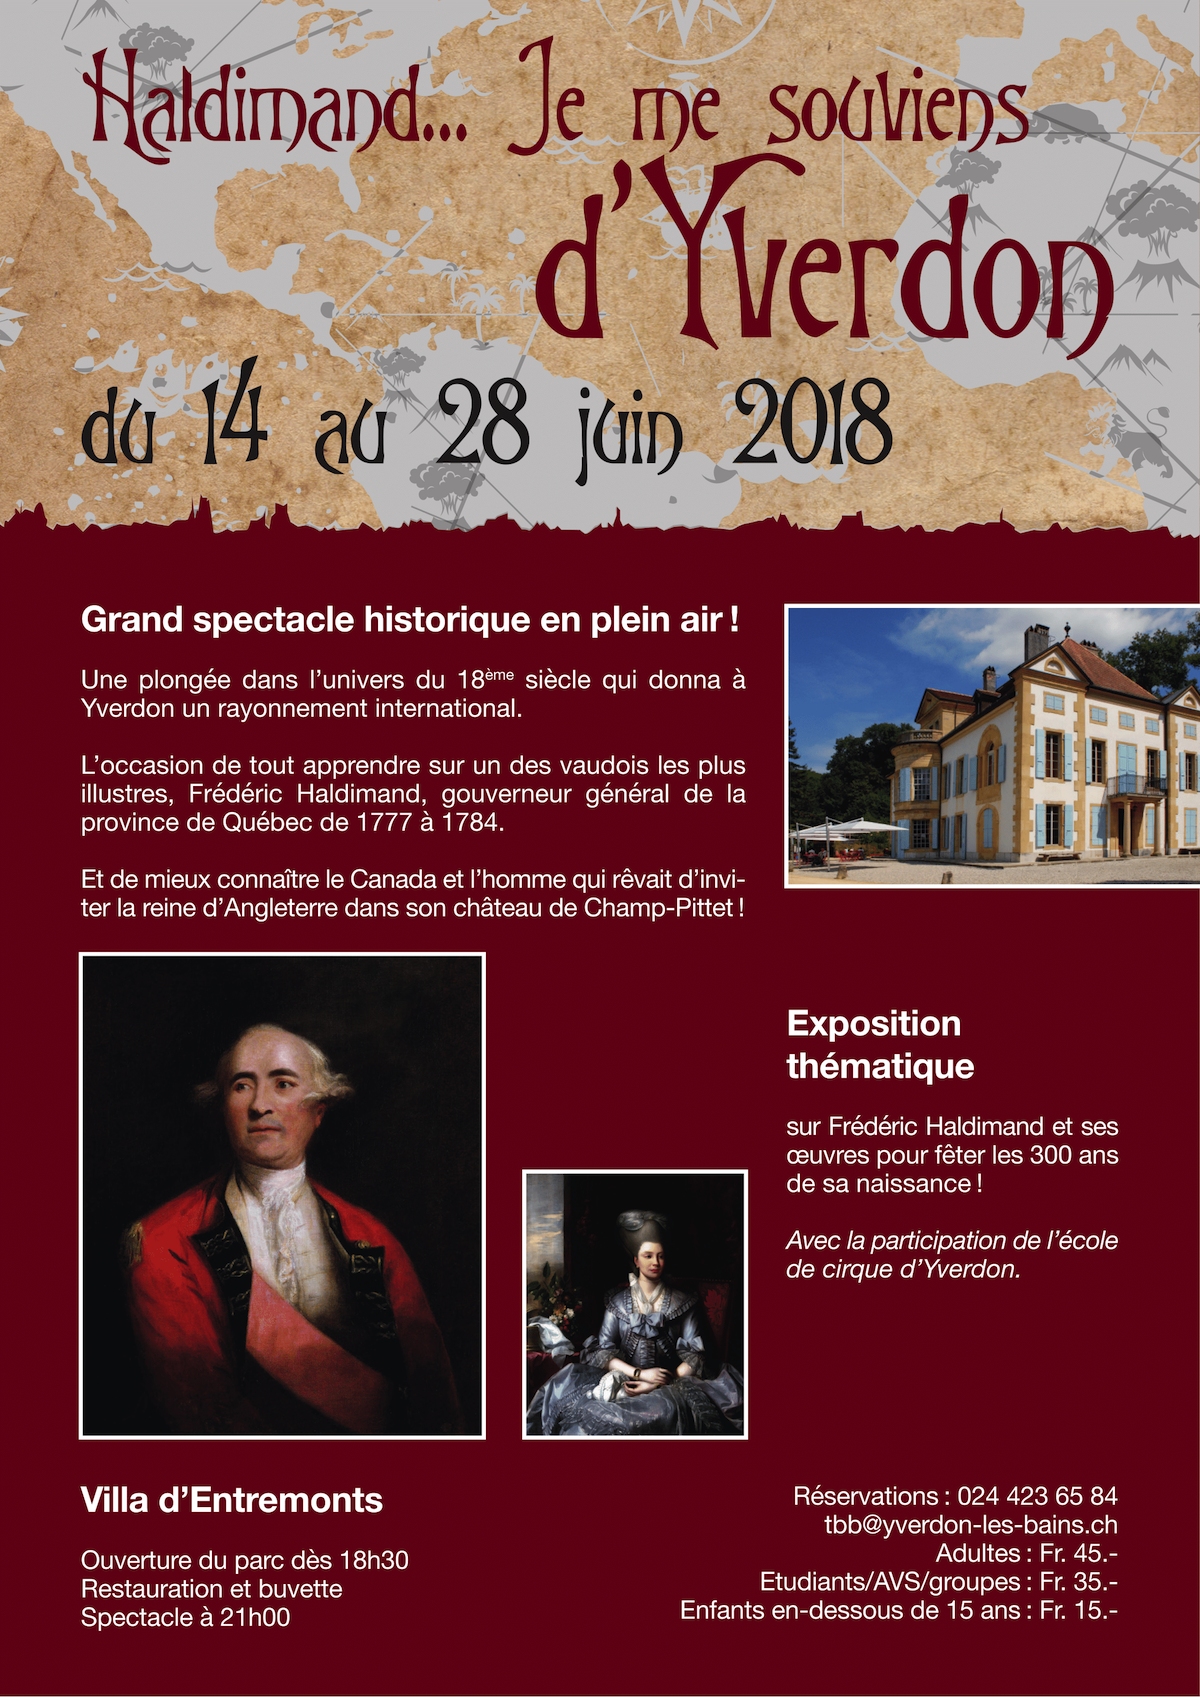 Haldimand... Je me souviens
d'Yverdon
du 14 au 28 juin 2018
Grand spectacle historique en plein air !
Une plongée dans l'univers du 18ème siècle qui donna à
Yverdon un rayonnement international.
L'occasion de tout apprendre sur un des vaudois les plus
illustres, Frédéric Haldimand, gouverneur général de la
province de Québec de 1777 à 1784.
Et de mieux connaître le Canada et l'homme qui rêvait d'invi-
ter la reine d'Angleterre dans son château de Champ-Pittet !
Exposition
thématique
sur Frédéric Haldimand et ses
œuvres pour fêter les 300 ans
de sa naissance !
Avec la participation de l'école
de cirque d'Yverdon.
Villa d'Entremonts
Ouverture du parc dès 18h30
Restauration et buvette
Spectacle à 21h00
Réservations : 024 423 65 84
tbb@yverdon-les-bains.ch
Adultes : Fr. 45.-
Etudiants/AVS/groupes : Fr. 35.-
Enfants en-dessous de 15 ans : Fr. 15.-